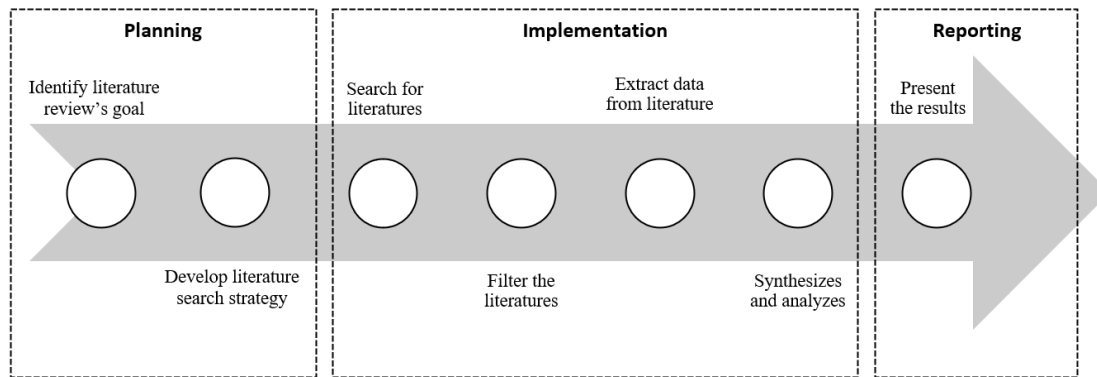 Planning
Identify literature
review’s goal
Develop literature
search strategy
Implementation
Search for
literatures
Filter the
literatures
Extract data
from literature
Synthesizes
and analyzes
Reporting
Present
the results